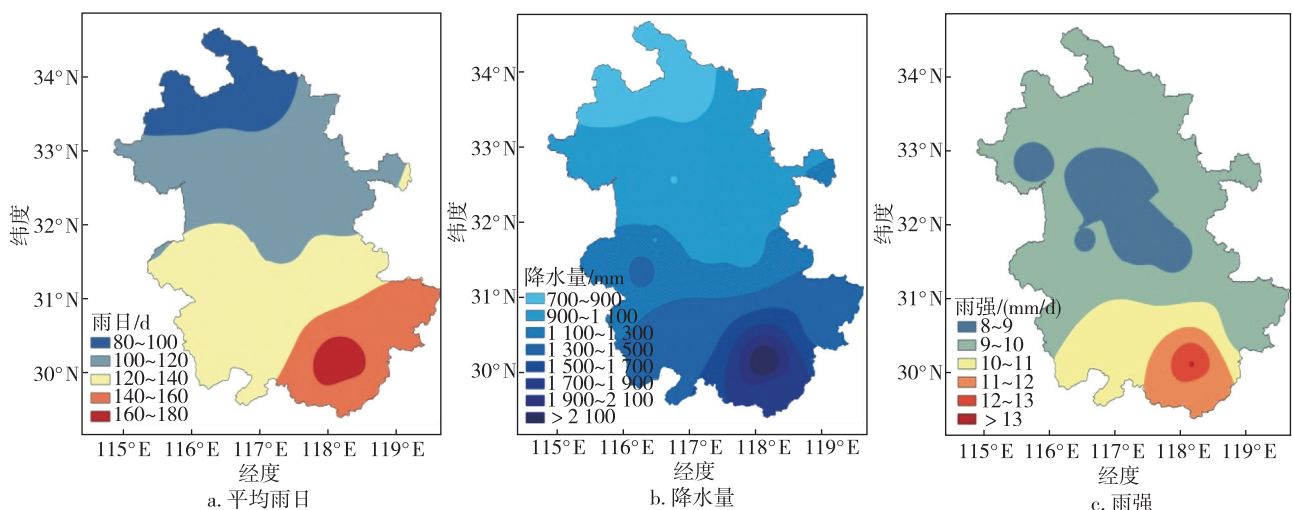 34°N
33°N
32°N
31°N
30°N
纬度
雨日/d
80~100
100~120
120~140
140~160
160~180
115°E 116°E 117°E 118°E 119°E
经度
a. 平均雨日
34°N
33°N
32°N
31°N
30°N
纬度
降水量/mm
700~900
900~1 100
1 100~1 300
1 300~1 500
1 500~1 700
1 700~1 900
1 900~2 100
＞2 100
115°E 116°E 117°E 118°E 119°E
经度
b. 降水量
34°N
33°N
32°N
31°N
30°N
纬度
雨强/(mm/d)
8~9
9~10
10~11
11~12
12~13
＞13
115°E 116°E 117°E 118°E 119°E
经度
c. 雨强